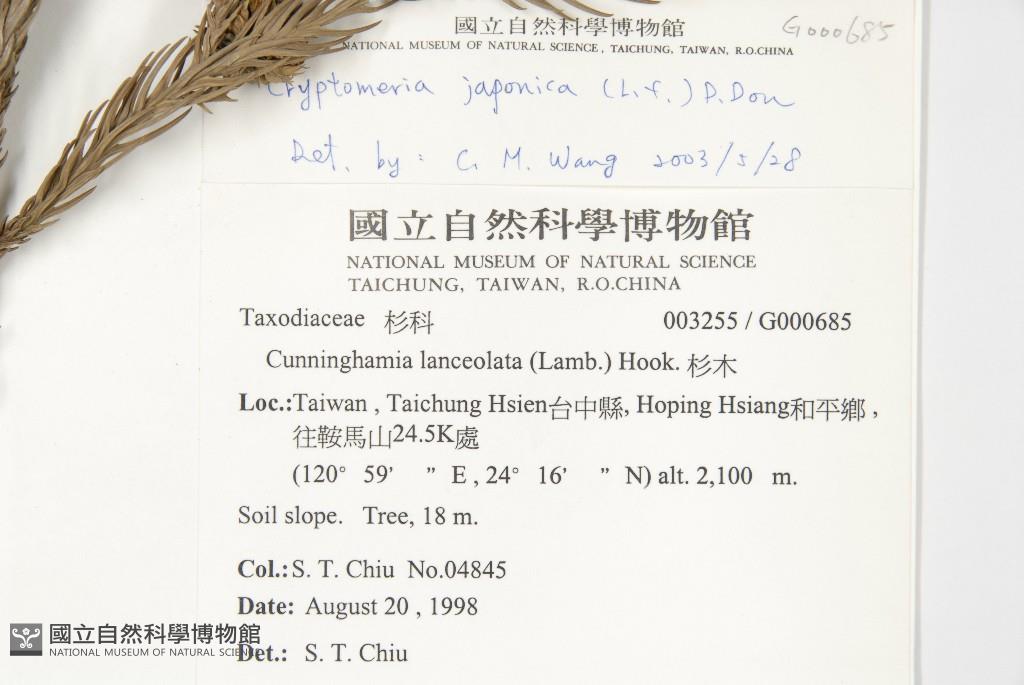 國立自然科學博物館
NATIONAL MUSEUM OF NATURAL SCIENCE, TAICHUNG, TAIWAN, R.O.CHINA
G000685
Cryptomeria japonica (L.f.) D.Don
Det. by: C. M. Wang 2003/5/28
國立自然科學博物館
NATIONAL MUSEUM OF NATURAL SCIENCE
TAICHUNG, TAIWAN, R.O.CHINA
Taxodiaceae 杉科 003255 / G000685
Cunninghamia lanceolata (Lamb.) Hook. 杉木
Loc.:Taiwan , Taichung Hsien台中縣, Hoping Hsiang和平鄉 ,
往鞍馬山24.5K處
(120° 59' " E , 24° 16' " N) alt. 2,100 m.
Soil slope. Tree, 18 m.
Col.: S. T. Chiu No.04845
Date: August 20 , 1998
Det.: S. T. Chiu
國立自然科學博物館
NATIONAL MUSEUM OF NATURAL SCIENCE